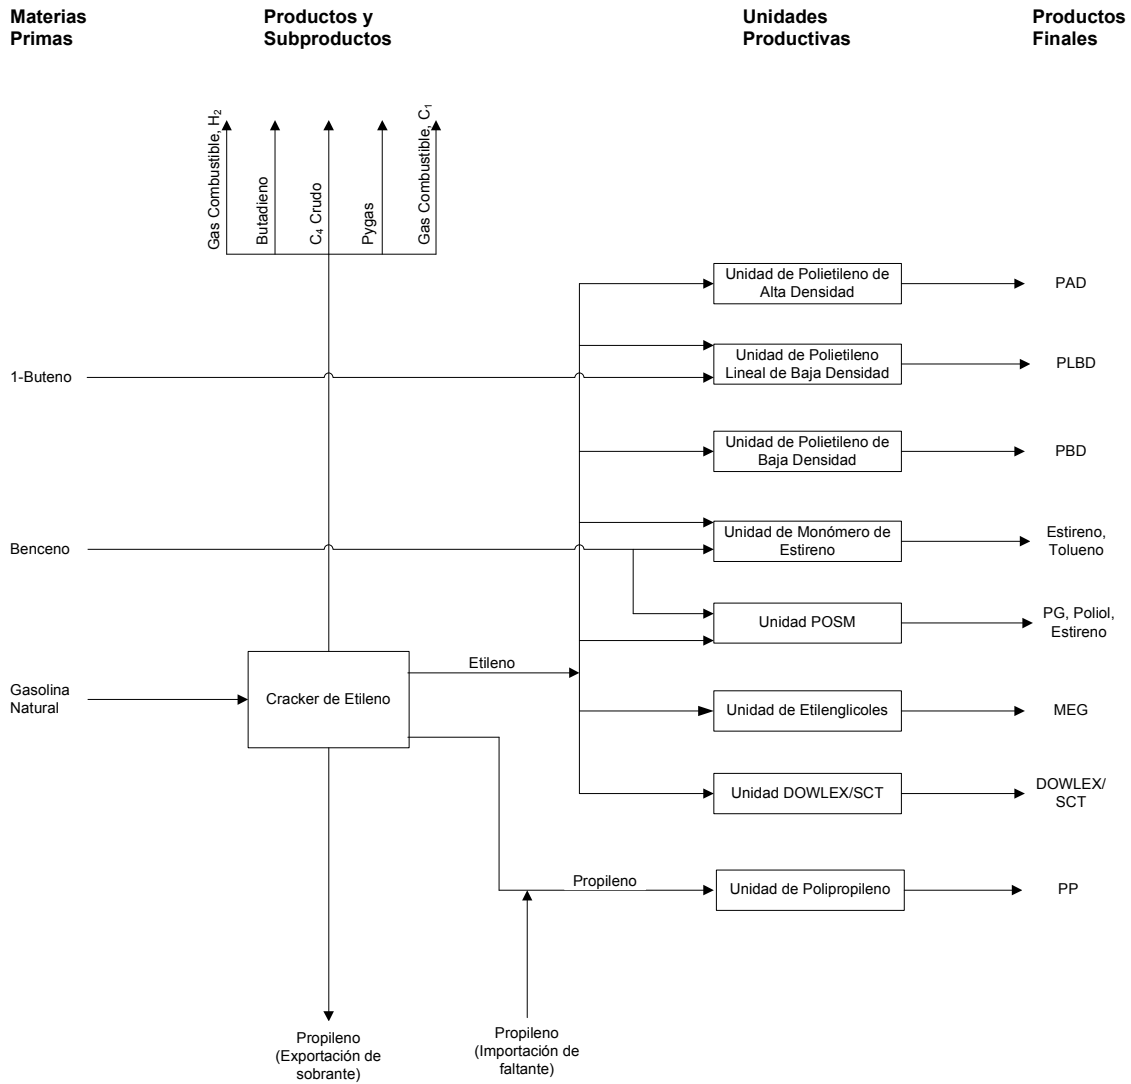 Materias
Primas
Productos y
Subproductos
Unidades
Productivas
Productos
Finales
Gas Combustible, H₂
Butadieno
C₄ Crudo
Pygas
Gas Combustible, C₁
Unidad de Polietileno de
Alta Densidad
PAD
1-Buteno
Unidad de Polietileno
Lineal de Baja Densidad
PLBD
Unidad de Polietileno de
Baja Densidad
PBD
Benceno
Unidad de Monómero de
Estireno
Estireno,
Tolueno
Unidad POSM
PG, Poliol,
Estireno
Gasolina
Natural
Cracker de Etileno
Etileno
Unidad de Etilenglicoles
MEG
Unidad DOWLEX/SCT
DOWLEX/
SCT
Propileno
Unidad de Polipropileno
PP
Propileno
(Exportación de
sobrante)
Propileno
(Importación de
faltante)